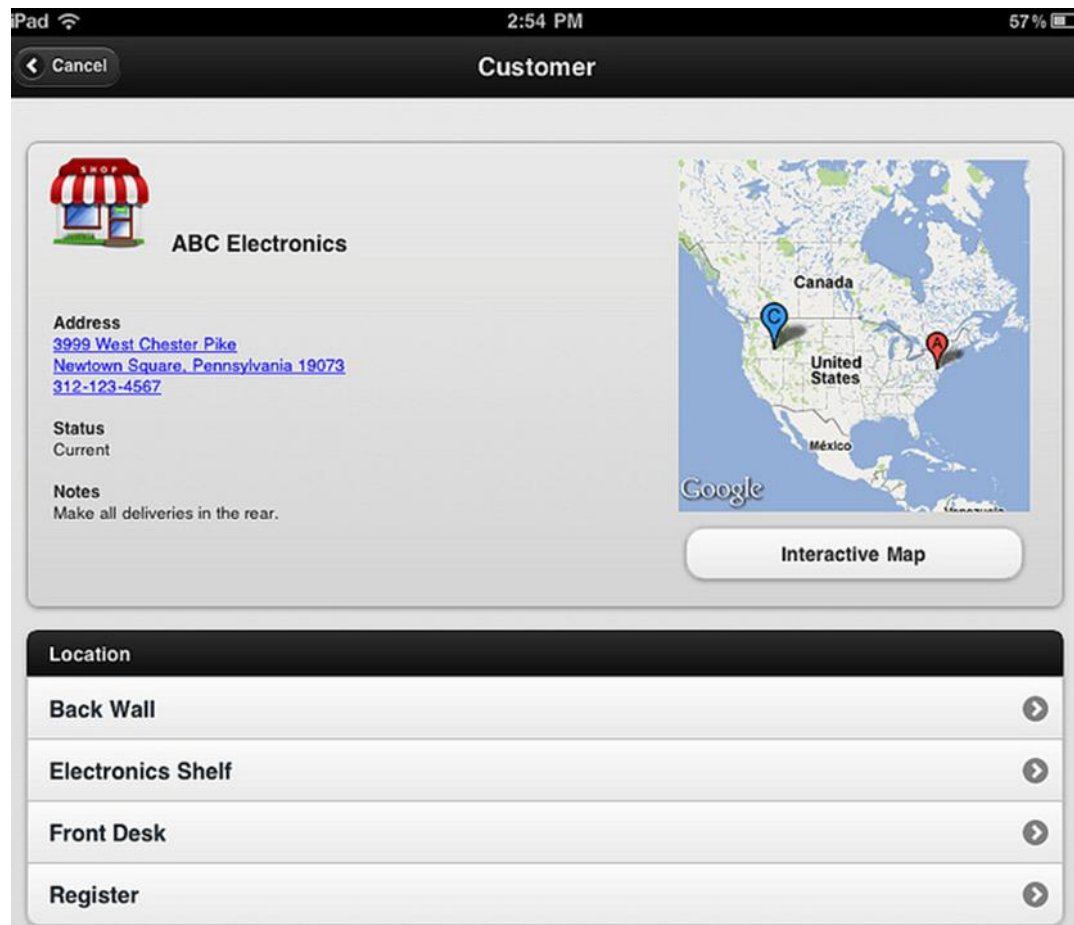 iPad 2:54 PM 57%
Cancel Customer
SHOP
ABC Electronics
Address
3999 West Chester Pike
Newtown Square, Pennsylvania 19073
312-123-4567
Status
Current
Notes
Make all deliveries in the rear.
Canada
C
A
United
States
México
Google
Venezuela
Interactive Map
Location
Back Wall
Electronics Shelf
Front Desk
Register